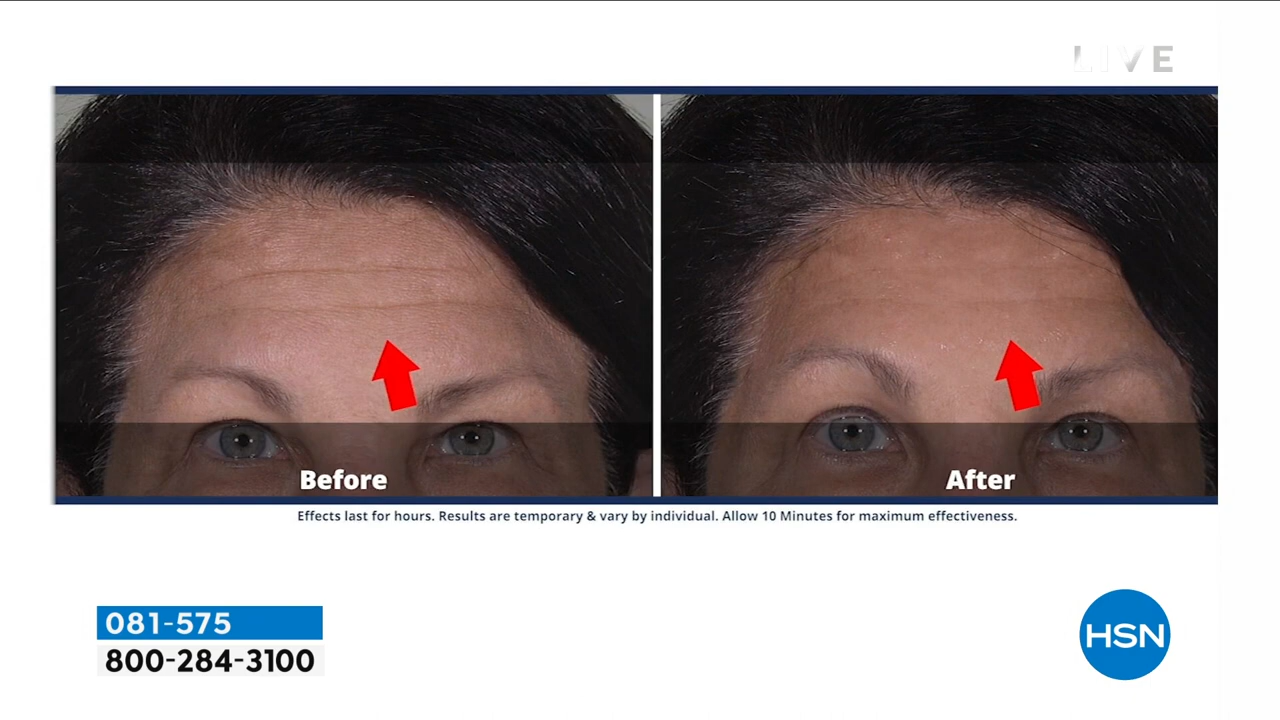 LIVE
Before
After
Effects last for hours. Results are temporary & vary by individual. Allow 10 Minutes for maximum effectiveness.
081-575
800-284-3100
HSN